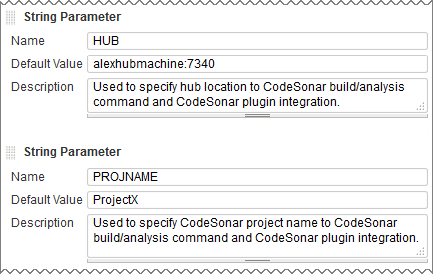 String Parameter
Name HUB
Default Value alexhubmachine:7340
Description Used to specify hub location to CodeSonar build/analysis
command and CodeSonar plugin integration.
String Parameter
Name PROJNAME
Default Value ProjectX
Description Used to specify CodeSonar project name to CodeSonar
build/analysis command and CodeSonar plugin integration.